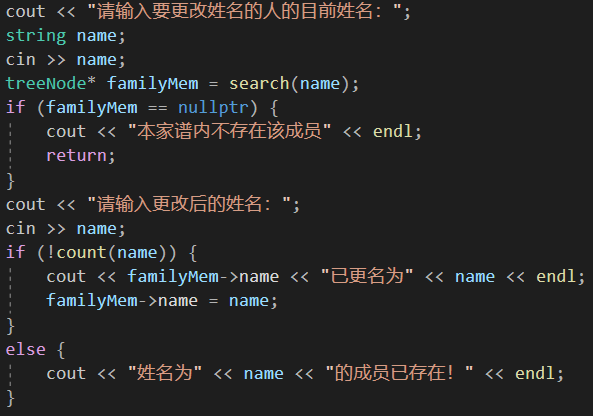 cout << "请输入要更改姓名的人的目前姓名：";
string name;
cin >> name;
treeNode* familyMem = search(name);
if (familyMem == nullptr) {
    cout << "本家谱内不存在该成员" << endl;
    return;
}
cout << "请输入更改后的姓名：";
cin >> name;
if (!count(name)) {
    cout << familyMem->name << "已更名为" << name << endl;
    familyMem->name = name;
}
else {
    cout << "姓名为" << name << "的成员已存在！" << endl;
}